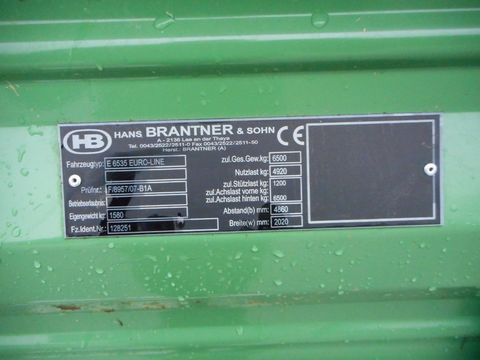 HB
HANS BRANTNER & SOHN CE
A - 2136 Laa an der Thaya
Tel. 0043/2522/2511-0 Fax 0043/2522/2511-50
Herst.: BRANTNER (A)
Fahrzeugtyp: E 6535 EURO-LINE
Prüfnr.: F/8957/07-B1A
Betriebserlaubnis:
Eigengewicht kg: 1580
Fz.Ident.Nr.: 128251
zul.Ges.Gew.kg: 6500
Nutzlast kg: 4920
zul.Stützlast kg: 1200
zul.Achslast vorne kg:
zul.Achslast hinten kg: 6500
Abstand(b) mm: 4860
Breite(w) mm: 2020